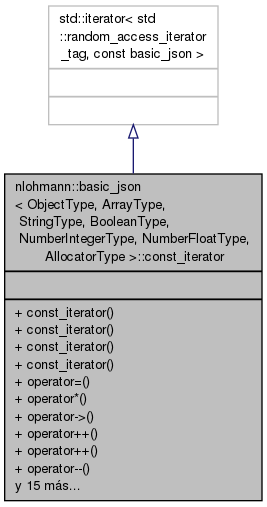 std::iterator< std
::random_access_iterator
_tag, const basic_json >
nlohmann::basic_json
< ObjectType, ArrayType,
StringType, BooleanType,
NumberIntegerType, NumberFloatType,
AllocatorType >::const_iterator
+ const_iterator()
+ const_iterator()
+ const_iterator()
+ const_iterator()
+ operator=()
+ operator*()
+ operator->()
+ operator++()
+ operator++()
+ operator--()
y 15 más...